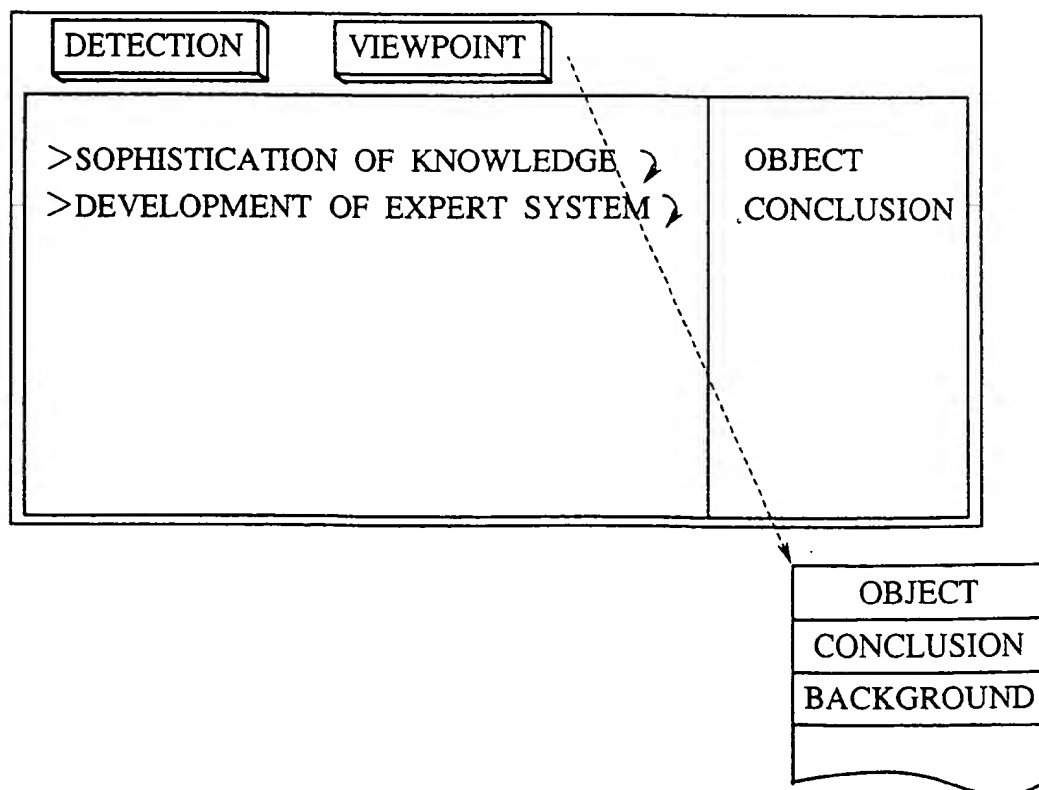 DETECTION VIEWPOINT
>SOPHISTICATION OF KNOWLEDGE OBJECT
>DEVELOPMENT OF EXPERT SYSTEM CONCLUSION
OBJECT
CONCLUSION
BACKGROUND